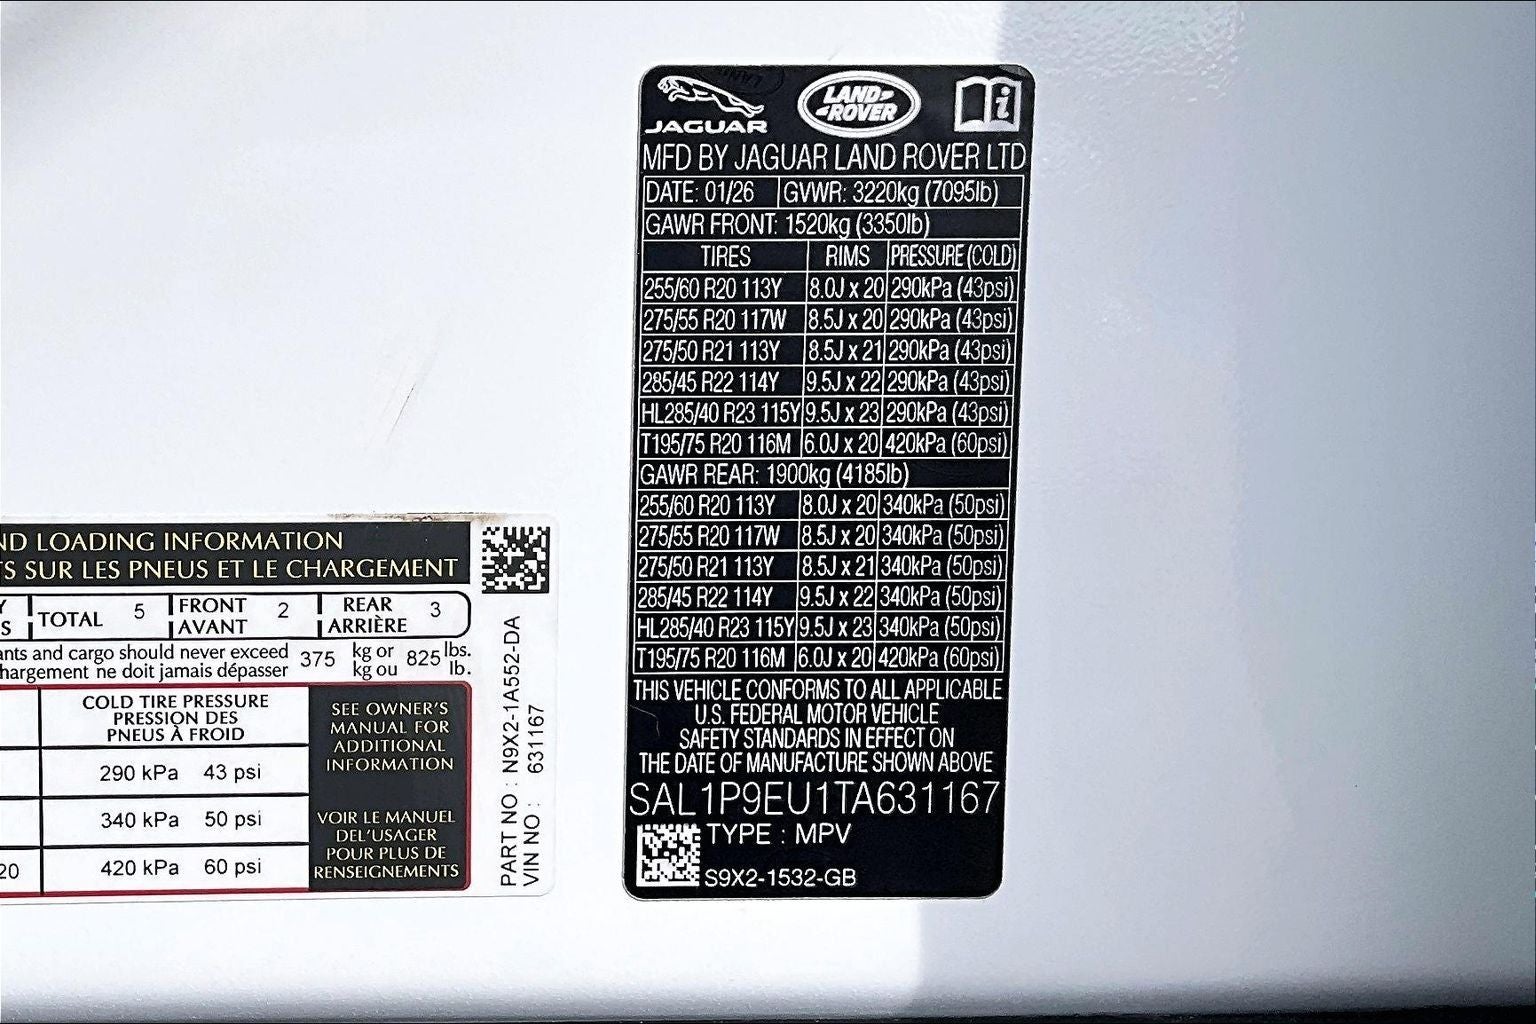 JAGUAR
LAND ROVER
MFD BY JAGUAR LAND ROVER LTD
DATE: 01/26 GVWR: 3220kg (7095lb)
GAWR FRONT: 1520kg (3350lb)
TIRES RIMS PRESSURE (COLD)
255/60 R20 113Y 8.0J x 20 290kPa (43psi)
275/55 R20 117W 8.5J x 20 290kPa (43psi)
275/50 R21 113Y 8.5J x 21 290kPa (43psi)
285/45 R22 114Y 9.5J x 22 290kPa (43psi)
HL285/40 R23 115Y 9.5J x 23 290kPa (43psi)
T195/75 R20 116M 6.0J x 20 420kPa (60psi)
GAWR REAR: 1900kg (4185lb)
255/60 R20 113Y 8.0J x 20 340kPa (50psi)
275/55 R20 117W 8.5J x 20 340kPa (50psi)
275/50 R21 113Y 8.5J x 21 340kPa (50psi)
285/45 R22 114Y 9.5J x 22 340kPa (50psi)
HL285/40 R23 115Y 9.5J x 23 340kPa (50psi)
T195/75 R20 116M 6.0J x 20 420kPa (60psi)
THIS VEHICLE CONFORMS TO ALL APPLICABLE
U.S. FEDERAL MOTOR VEHICLE
SAFETY STANDARDS IN EFFECT ON
THE DATE OF MANUFACTURE SHOWN ABOVE
SAL1P9EU1TA631167
TYPE : MPV
S9X2-1532-GB
ND LOADING INFORMATION
S SUR LES PNEUS ET LE CHARGEMENT
Y TOTAL 5 FRONT 2 REAR 3
S AVANT ARRIÈRE
ants and cargo should never exceed 375 kg or 825 lbs.
hargement ne doit jamais dépasser kg ou lb.
COLD TIRE PRESSURE
PRESSION DES
PNEUS À FROID
290 kPa 43 psi
340 kPa 50 psi
20 420 kPa 60 psi
SEE OWNER'S
MANUAL FOR
ADDITIONAL
INFORMATION
VOIR LE MANUEL
DEL'USAGER
POUR PLUS DE
RENSEIGNEMENTS
PART NO : N9X2-1A552-DA
VIN NO : 631167